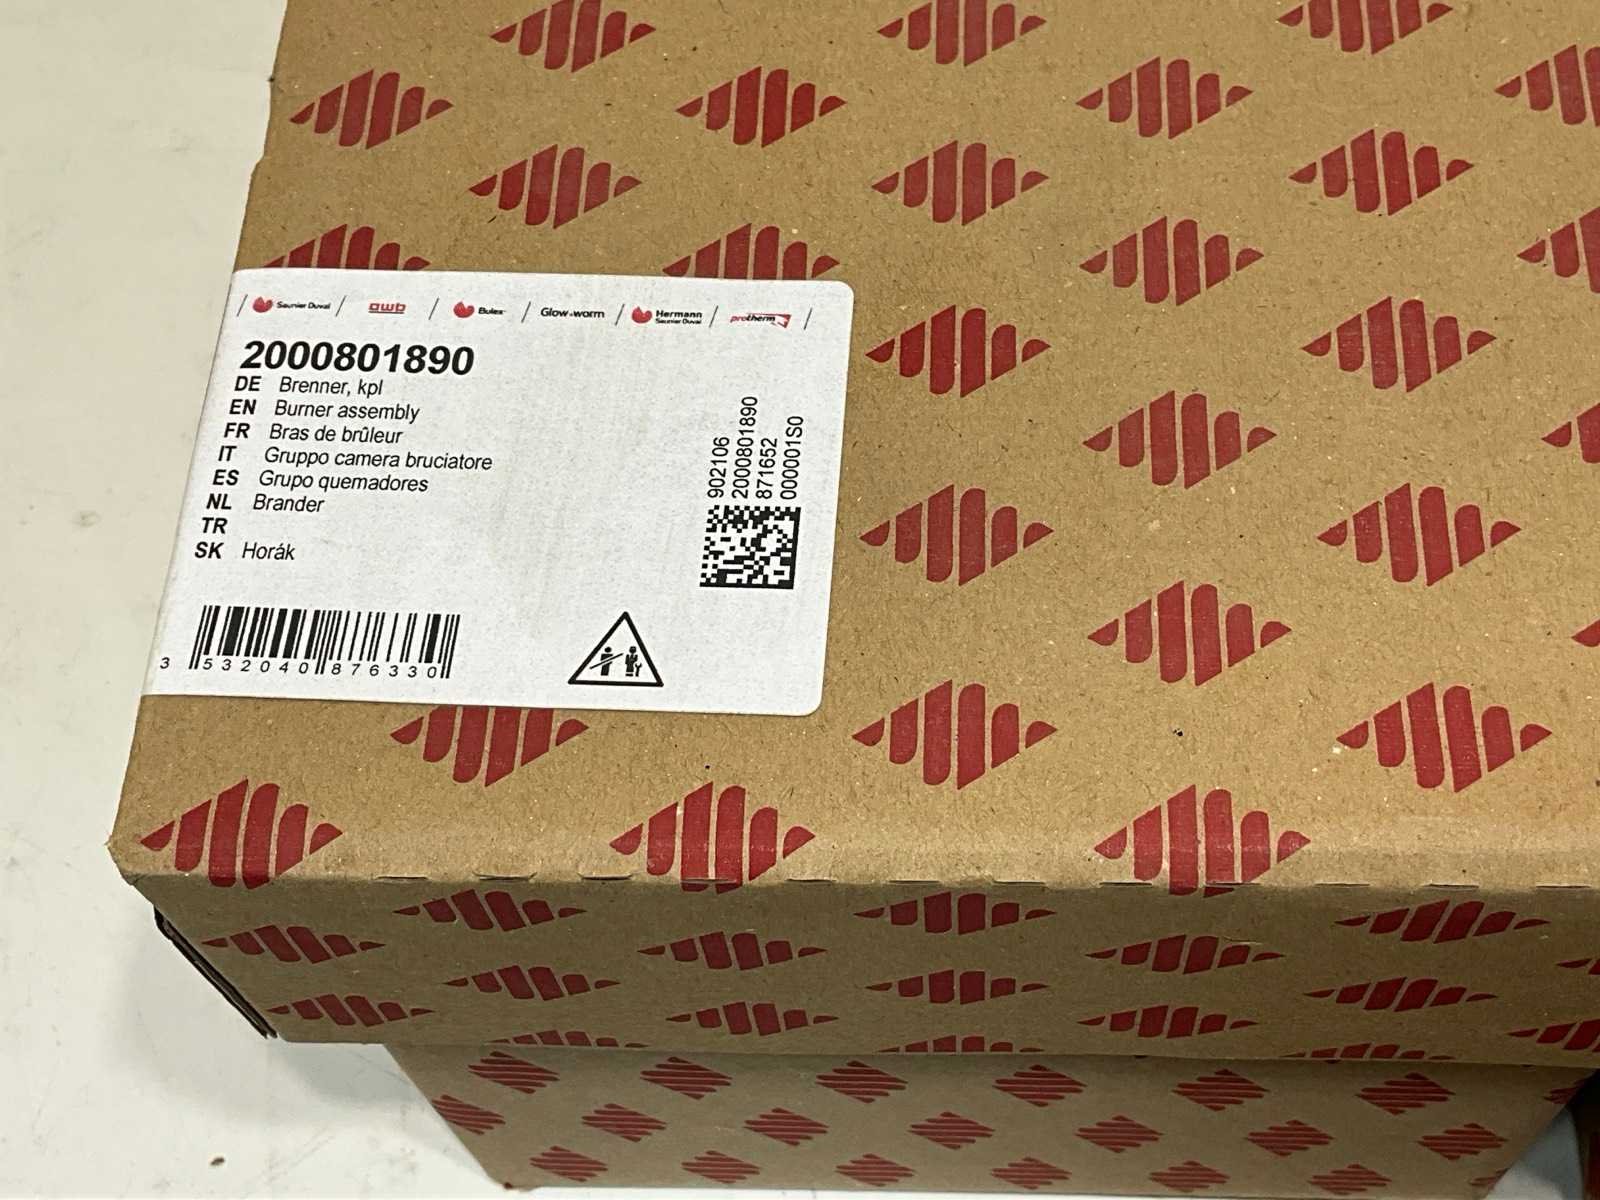 Saunier Duval / awb / Bulex / Glow-worm / Hermann Saunier Duval / protherm
2000801890
DE Brenner, kpl
EN Burner assembly
FR Bras de brûleur
IT Gruppo camera bruciatore
ES Grupo quemadores
NL Brander
TR
SK Horák
902106
2000801890
871652
000001S0
3 532040 876330